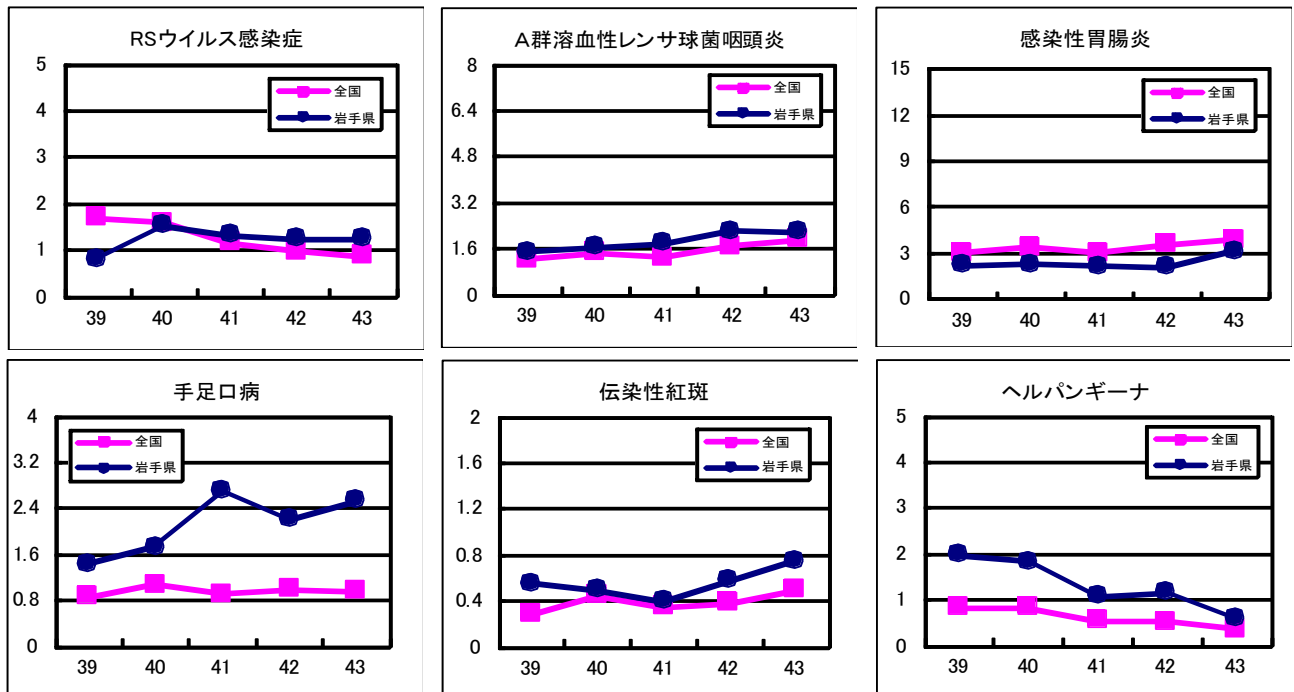 RSウイルス感染症
5
4
3
2
1
0
全国
岩手県
39 40 41 42 43
A群溶血性レンサ球菌咽頭炎
8
6.4
4.8
3.2
1.6
0
全国
岩手県
39 40 41 42 43
感染性胃腸炎
15
12
9
6
3
0
全国
岩手県
39 40 41 42 43
手足口病
4
3.2
2.4
1.6
0.8
0
全国
岩手県
39 40 41 42 43
伝染性紅斑
2
1.6
1.2
0.8
0.4
0
全国
岩手県
39 40 41 42 43
ヘルパンギーナ
5
4
3
2
1
0
全国
岩手県
39 40 41 42 43